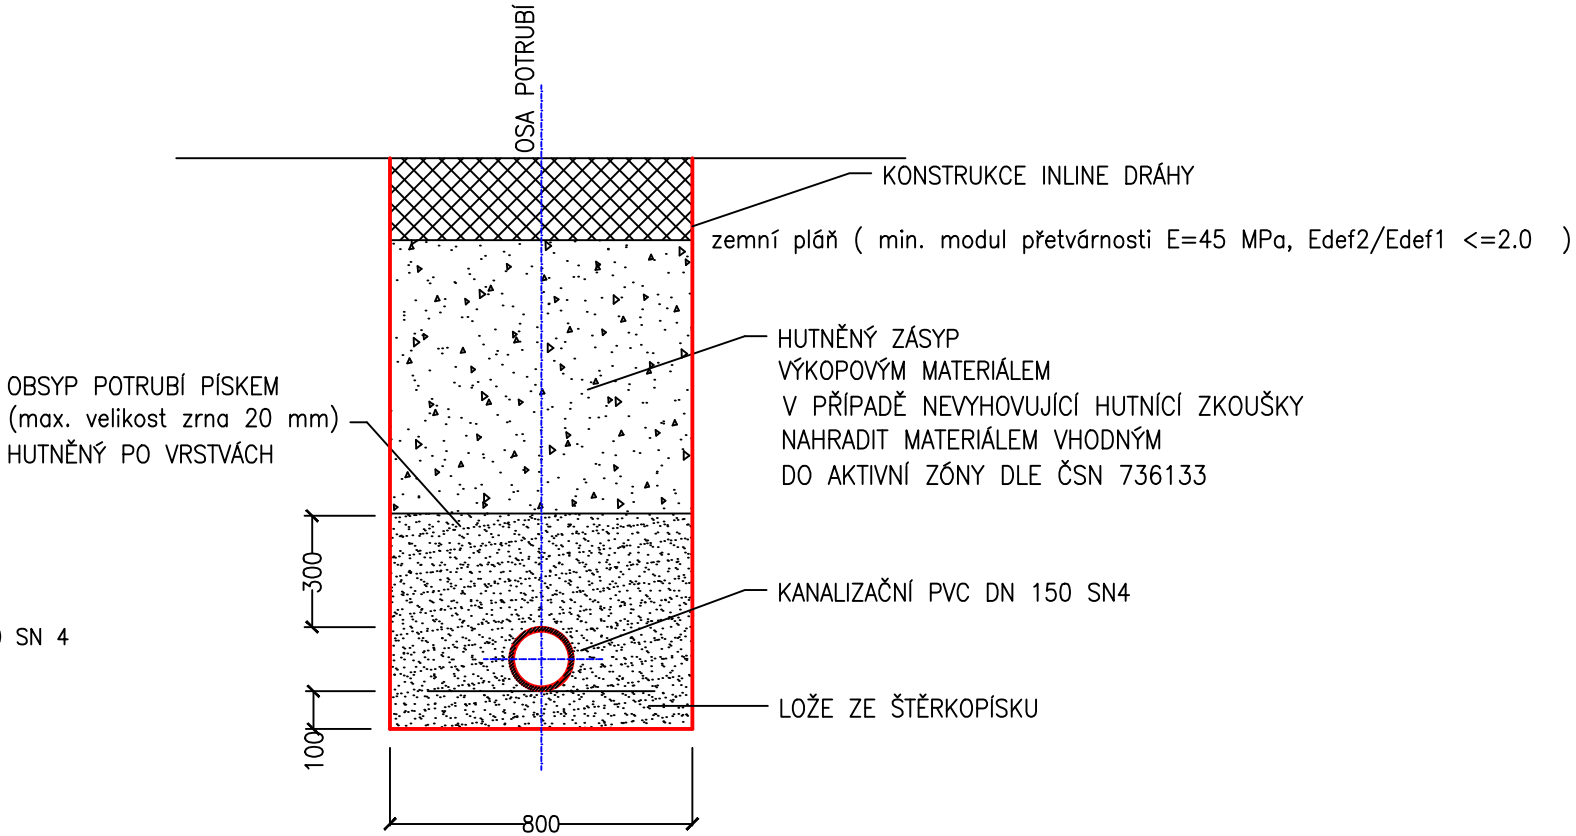 OSA POTRUBÍ
KONSTRUKCE INLINE DRÁHY
zemní pláň ( min. modul přetvárnosti E=45 MPa, Edef2/Edef1 <=2.0 )
HUTNĚNÝ ZÁSYP
VÝKOPOVÝM MATERIÁLEM
V PŘÍPADĚ NEVYHOVUJÍCÍ HUTNÍCÍ ZKOUŠKY
NAHRADIT MATERIÁLEM VHODNÝM
DO AKTIVNÍ ZÓNY DLE ČSN 736133
OBSYP POTRUBÍ PÍSKEM
(max. velikost zrna 20 mm)
HUTNĚNÝ PO VRSTVÁCH
300
KANALIZAČNÍ PVC DN 150 SN4
SN 4
LOŽE ZE ŠTĚRKOPÍSKU
100
800